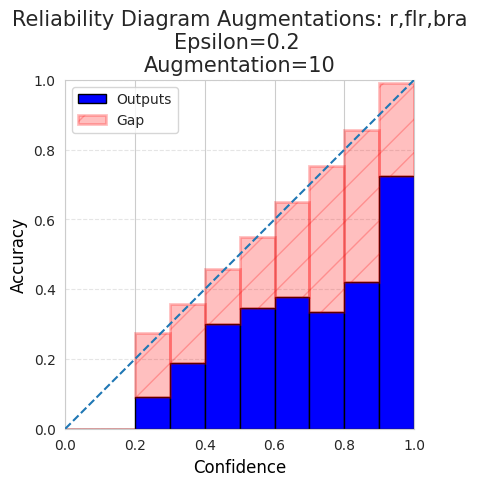 Reliability Diagram Augmentations: r,flr,bra
Epsilon=0.2
Augmentation=10
1.0
0.8
0.6
0.4
0.2
0.0
Accuracy
Outputs
Gap
0.0 0.2 0.4 0.6 0.8 1.0
Confidence